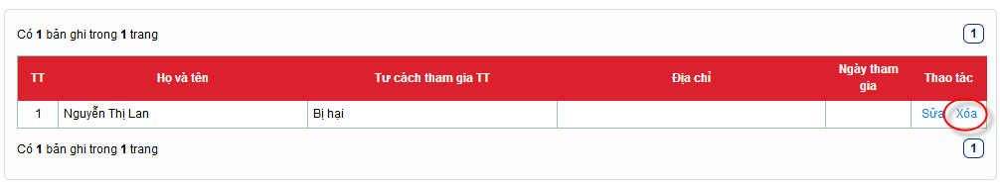 Có 1 bản ghi trong 1 trang 1
TT Họ và tên Tư cách tham gia TT Địa chỉ Ngày tham gia Thao tác
1 Nguyễn Thị Lan Bị hại Sửa Xóa
Có 1 bản ghi trong 1 trang 1